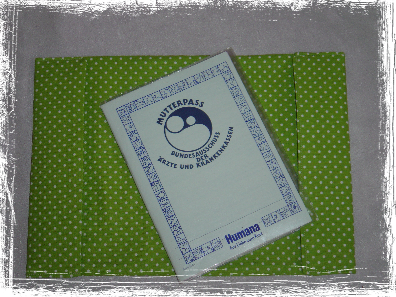 MUTTERPASS
BUNDESAUSSCHUSS
DER
ÄRZTE UND KRANKENKASSEN
Humana